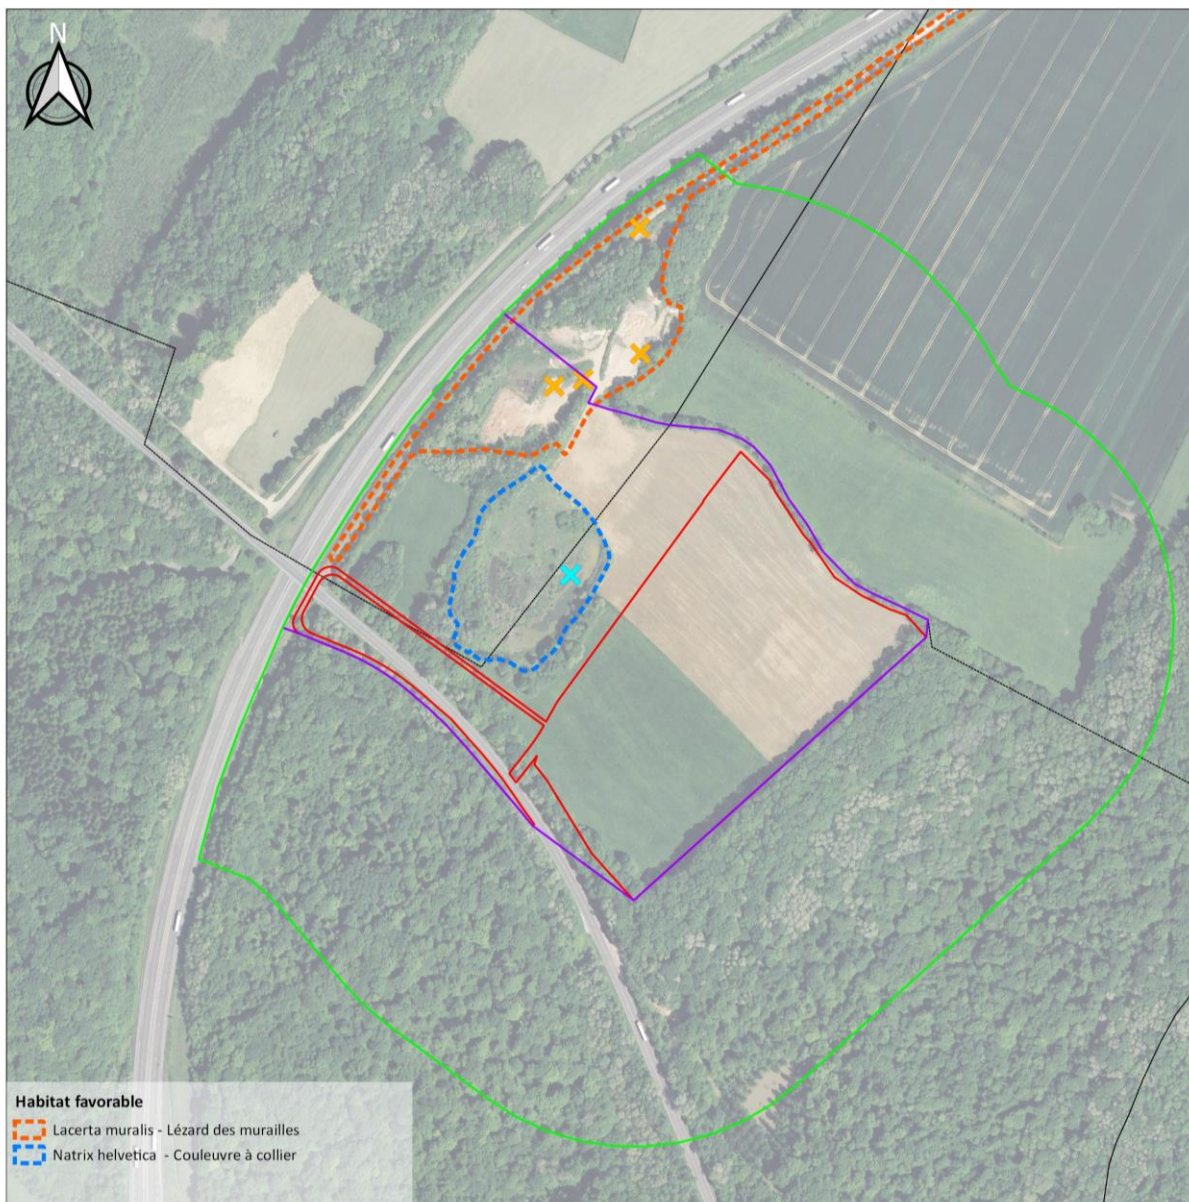 N
Habitat favorable
Lacerta muralis - Lézard des murailles
Natrix helvetica - Couleuvre à collier